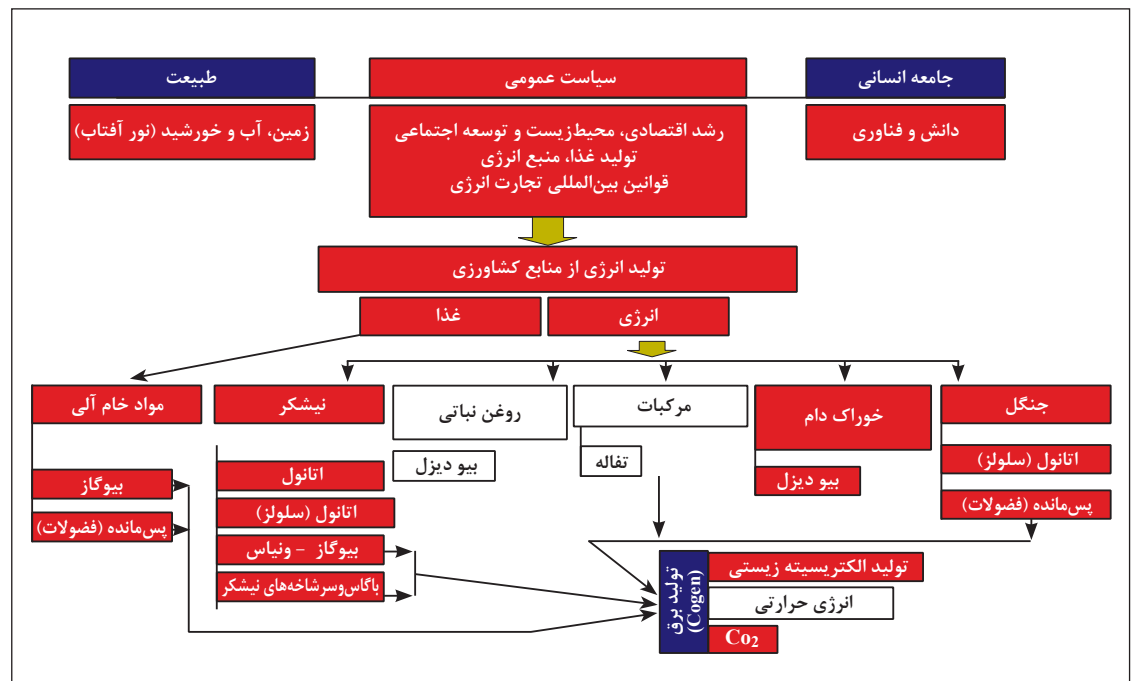 جامعه انسانی
سیاست عمومی
طبیعت
دانش و فناوری
رشد اقتصادی، محیط‌زیست و توسعه اجتماعی
تولید غذا، منبع انرژی
قوانین بین‌المللی تجارت انرژی
زمین، آب و خورشید (نور آفتاب)
تولید انرژی از منابع کشاورزی
انرژی
غذا
جنگل
خوراک دام
مرکبات
روغن نباتی
نیشکر
مواد خام آلی
اتانول (سلولز)
پس‌مانده (فضولات)
بیو دیزل
تفاله
بیو دیزل
اتانول
اتانول (سلولز)
بیوگاز - ونیاس
باگاس‌وسرشاخه‌های نیشکر
بیوگاز
پس‌مانده (فضولات)
تولید برق
(Cogen)
تولید الکتریسیته زیستی
انرژی حرارتی
Co₂